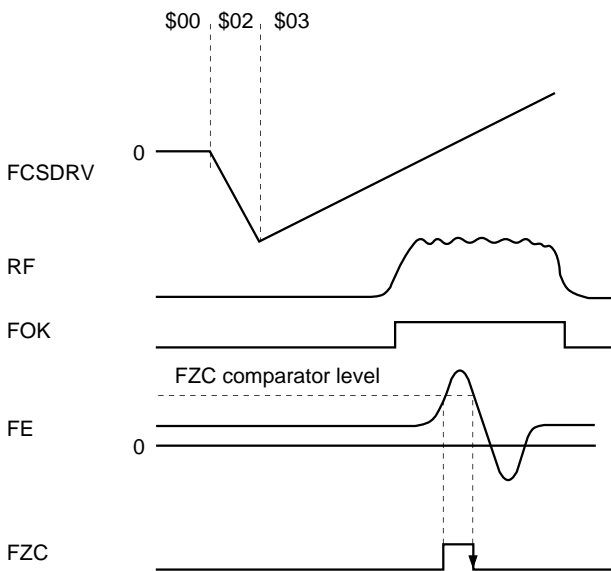 $00 $02 $03
0
FCSDRV
RF
FOK
FZC comparator level
FE
0
FZC